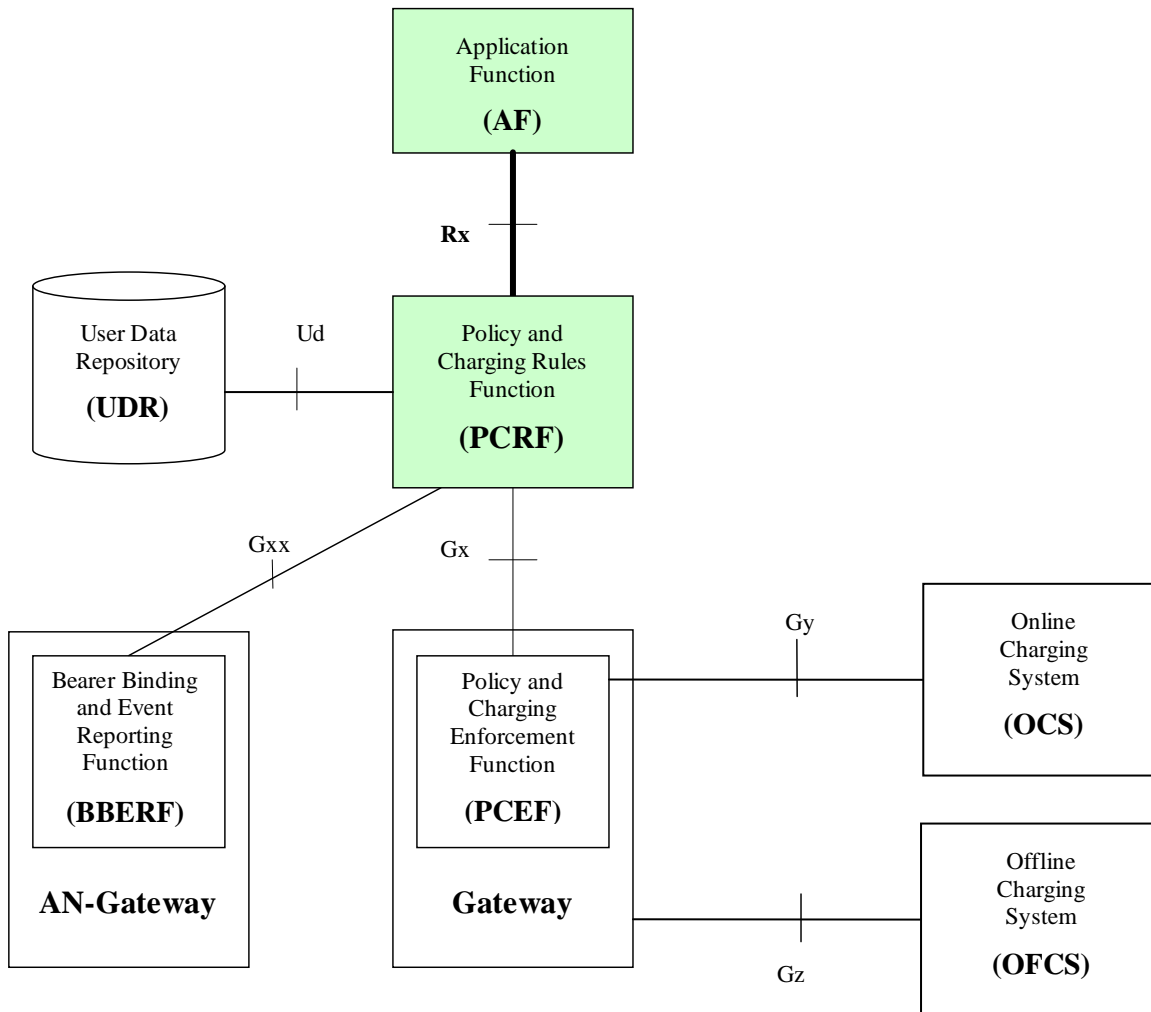 Application
Function
(AF)
Rx
User Data
Repository
(UDR)
Ud
Policy and
Charging Rules
Function
(PCRF)
Gxx
Gx
Bearer Binding
and Event
Reporting
Function
(BBERF)
AN-Gateway
Policy and
Charging
Enforcement
Function
(PCEF)
Gateway
Gy
Online
Charging
System
(OCS)
Gz
Offline
Charging
System
(OFCS)